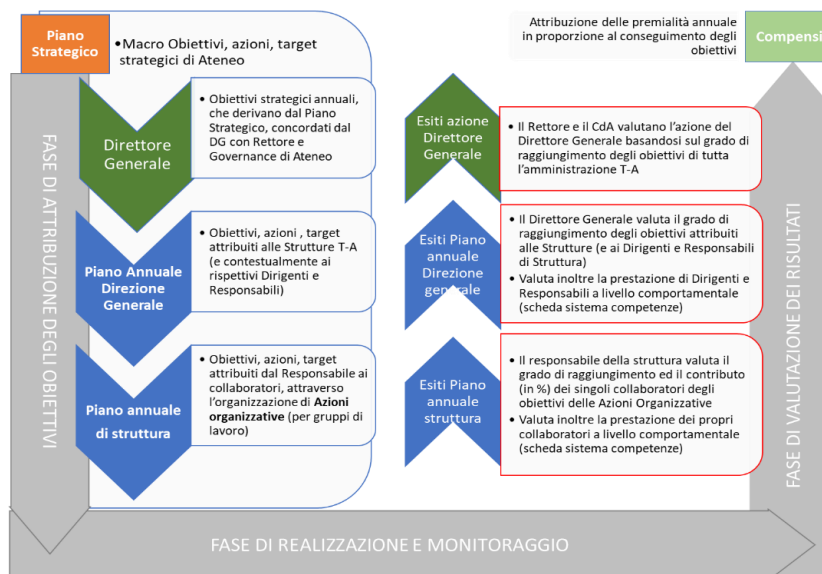 Piano
Strategico
• Macro Obiettivi, azioni, target
strategici di Ateneo
Direttore
Generale
• Obiettivi strategici annuali,
che derivano dal Piano
Strategico, concordati dal
DG con Rettore e
Governance di Ateneo
Piano Annuale
Direzione
Generale
• Obiettivi, azioni , target
attribuiti alle Strutture T-A
(e contestualmente ai
rispettivi Dirigenti e
Responsabili)
Piano annuale
di struttura
• Obiettivi, azioni, target
attribuiti dal Responsabile ai
collaboratori, attraverso
l'organizzazione di Azioni
organizzative (per gruppi di
lavoro)
FASE DI ATTRIBUZIONE DEGLI OBIETTIVI
Attribuzione delle premialità annuale
in proporzione al conseguimento degli
obiettivi
Compensi
Esiti azione
Direttore
Generale
• Il Rettore e il CdA valutano l'azione del
Direttore Generale basandosi sul grado di
raggiungimento degli obiettivi di tutta
l'amministrazione T-A
Esiti Piano
annuale
Direzione
generale
• Il Direttore Generale valuta il grado di
raggiungimento degli obiettivi attribuiti
alle Strutture (e ai Dirigenti e Responsabili
di Struttura)
• Valuta inoltre la prestazione di Dirigenti e
Responsabili a livello comportamentale
(scheda sistema competenze)
Esiti Piano
annuale
struttura
• Il responsabile della struttura valuta il
grado di raggiungimento ed il contributo
(in %) dei singoli collaboratori degli
obiettivi delle Azioni Organizzative
• Valuta inoltre la prestazione dei propri
collaboratori a livello comportamentale
(scheda sistema competenze)
FASE DI VALUTAZIONE DEI RISULTATI
FASE DI REALIZZAZIONE E MONITORAGGIO